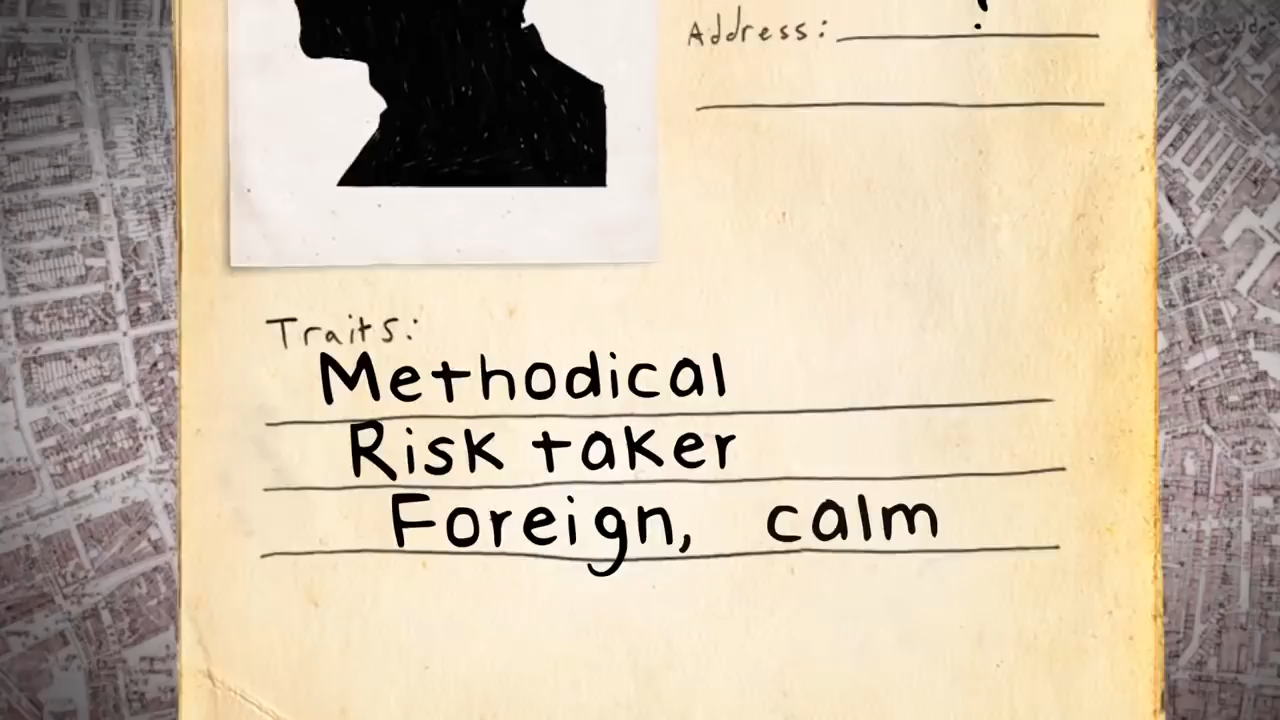 Address:
Traits:
Methodical
Risk taker
Foreign, calm